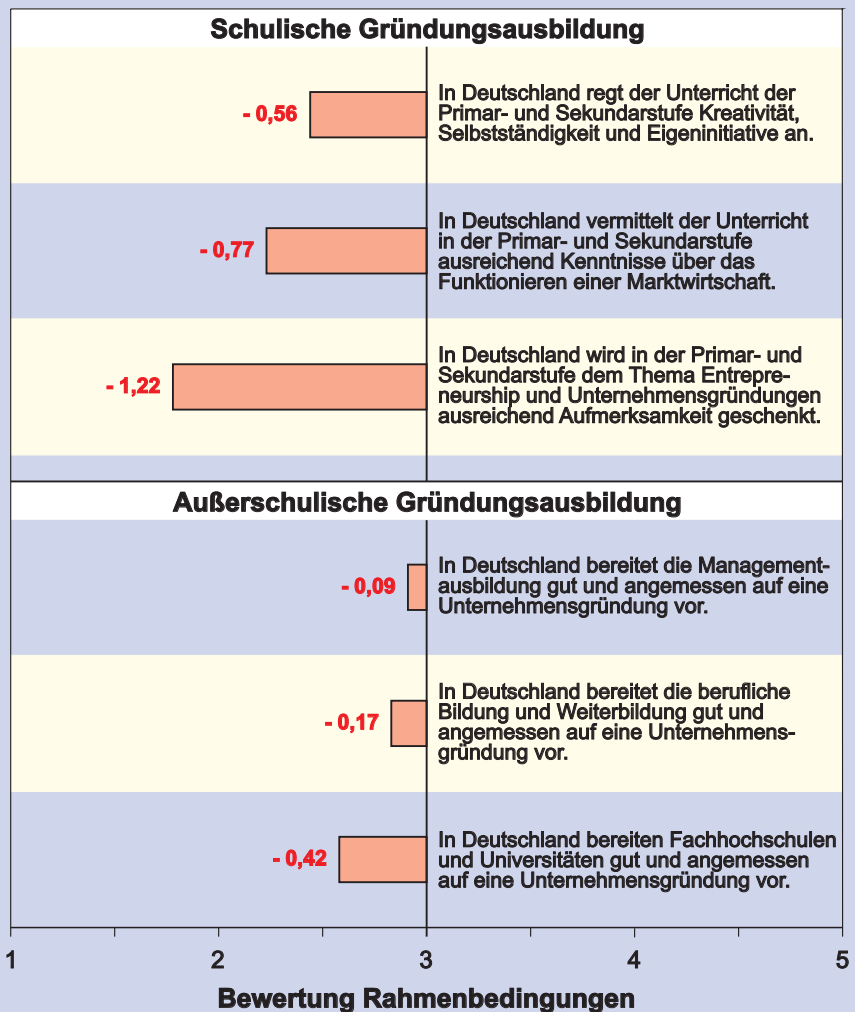 Schulische Gründungsausbildung
- 0,56
In Deutschland regt der Unterricht der
Primar- und Sekundarstufe Kreativität,
Selbstständigkeit und Eigeninitiative an.
- 0,77
In Deutschland vermittelt der Unterricht
in der Primar- und Sekundarstufe
ausreichend Kenntnisse über das
Funktionieren einer Marktwirtschaft.
- 1,22
In Deutschland wird in der Primar- und
Sekundarstufe dem Thema Entrepre-
neurship und Unternehmensgründungen
ausreichend Aufmerksamkeit geschenkt.
Außerschulische Gründungsausbildung
- 0,09
In Deutschland bereitet die Management-
ausbildung gut und angemessen auf eine
Unternehmensgründung vor.
- 0,17
In Deutschland bereitet die berufliche
Bildung und Weiterbildung gut und
angemessen auf eine Unternehmens-
gründung vor.
- 0,42
In Deutschland bereiten Fachhochschulen
und Universitäten gut und angemessen
auf eine Unternehmensgründung vor.
1 2 3 4 5
Bewertung Rahmenbedingungen